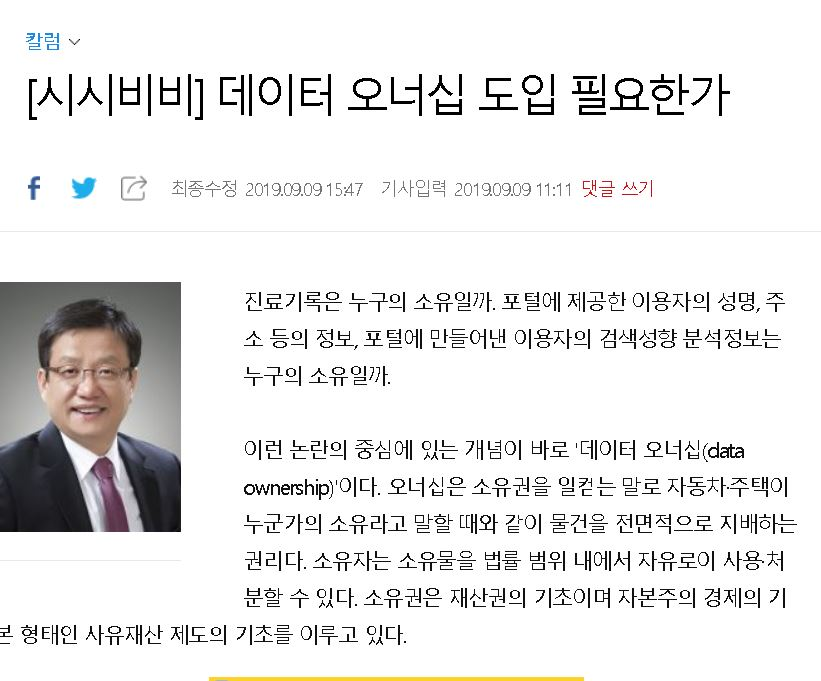 칼럼
[시시비비] 데이터 오너십 도입 필요한가
최종수정 2019.09.09 15:47 기사입력 2019.09.09 11:11 댓글 쓰기
진료기록은 누구의 소유일까. 포털에 제공한 이용자의 성명, 주
소 등의 정보, 포털에 만들어낸 이용자의 검색성향 분석정보는
누구의 소유일까.
이런 논란의 중심에 있는 개념이 바로 '데이터 오너십(data
ownership)'이다. 오너십은 소유권을 일컫는 말로 자동차·주택이
누군가의 소유라고 말할 때와 같이 물건을 전면적으로 지배하는
권리다. 소유자는 소유물을 법률 범위 내에서 자유로이 사용·처
분할 수 있다. 소유권은 재산권의 기초이며 자본주의 경제의 기
본 형태인 사유재산 제도의 기초를 이루고 있다.